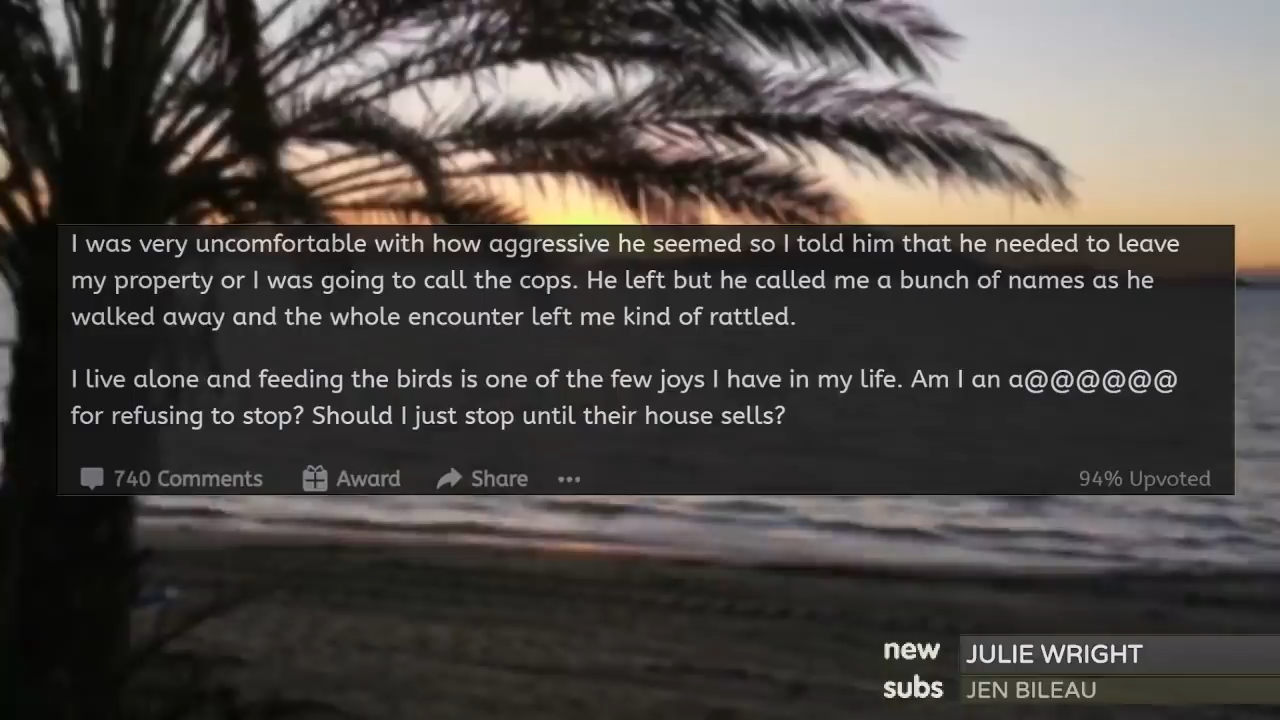 I was very uncomfortable with how aggressive he seemed so I told him that he needed to leave
my property or I was going to call the cops. He left but he called me a bunch of names as he
walked away and the whole encounter left me kind of rattled.
I live alone and feeding the birds is one of the few joys I have in my life. Am I an a@@@@@@
for refusing to stop? Should I just stop until their house sells?
740 Comments Award Share ••• 94% Upvoted
new JULIE WRIGHT
subs JEN BILEAU